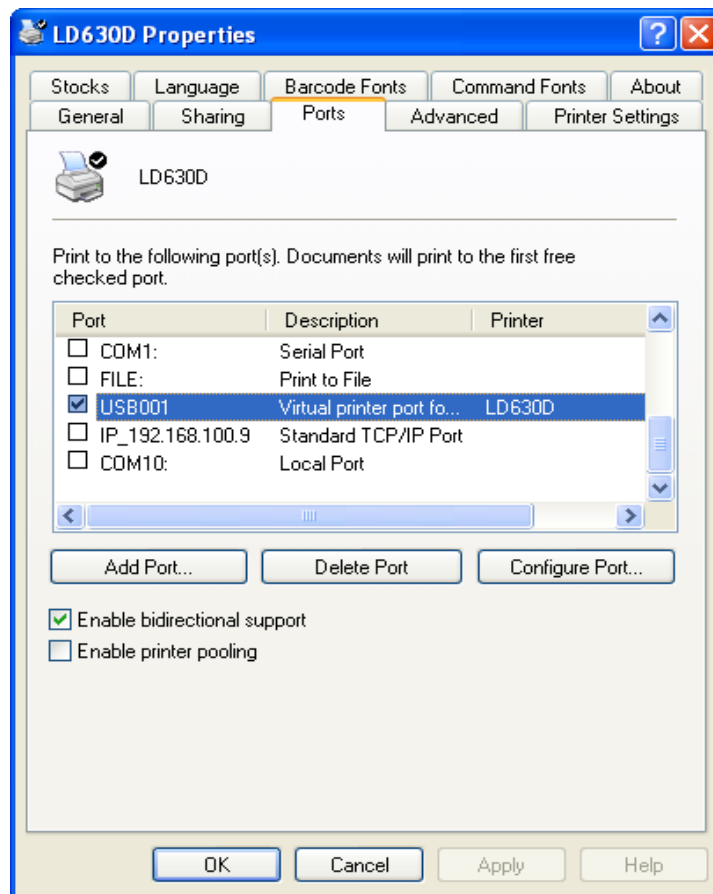 LD630D Properties
Stocks Language Barcode Fonts Command Fonts About
General Sharing Ports Advanced Printer Settings
LD630D
Print to the following port(s). Documents will print to the first free
checked port.
Port Description Printer
COM1: Serial Port
FILE: Print to File
USB001 Virtual printer port fo... LD630D
IP_192.168.100.9 Standard TCP/IP Port
COM10: Local Port
Add Port... Delete Port Configure Port...
Enable bidirectional support
Enable printer pooling
OK Cancel Apply Help